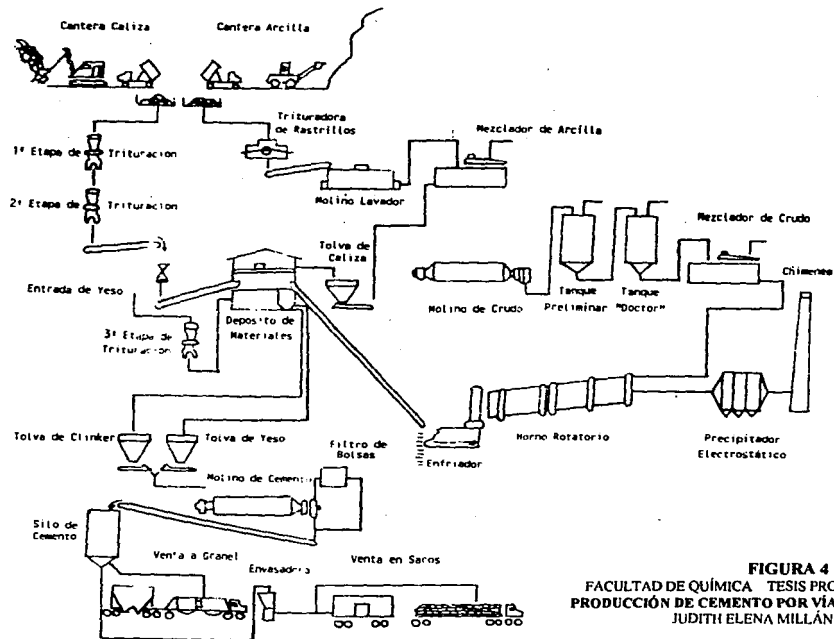 Cantera Caliza
Cantera Arcilla
Trituradora
de Rastrillos
Mezclador de Arcilla
1ª Etapa de Trituración
Molino Lavador
2ª Etapa de Trituración
Mezclador de Crudo
Tolva de
Caliza
Chimenea
Entrada de Yeso
Molino de Crudo
Tanque
Preliminar
Tanque
"Doctor"
3ª Etapa de
Trituración
Depósito de
Materiales
Tolva de Clinker
Tolva de Yeso
Filtro de
Bolsas
Horno Rotatorio
Precipitador
Electrostático
Enfriador
Molino de Cemento
Silo de
Cemento
Venta a Granel
Envasadora
Venta en Sacos
FIGURA 4
FACULTAD DE QUÍMICA TESIS PRO
PRODUCCIÓN DE CEMENTO POR VÍA
JUDITH ELENA MILLÁN